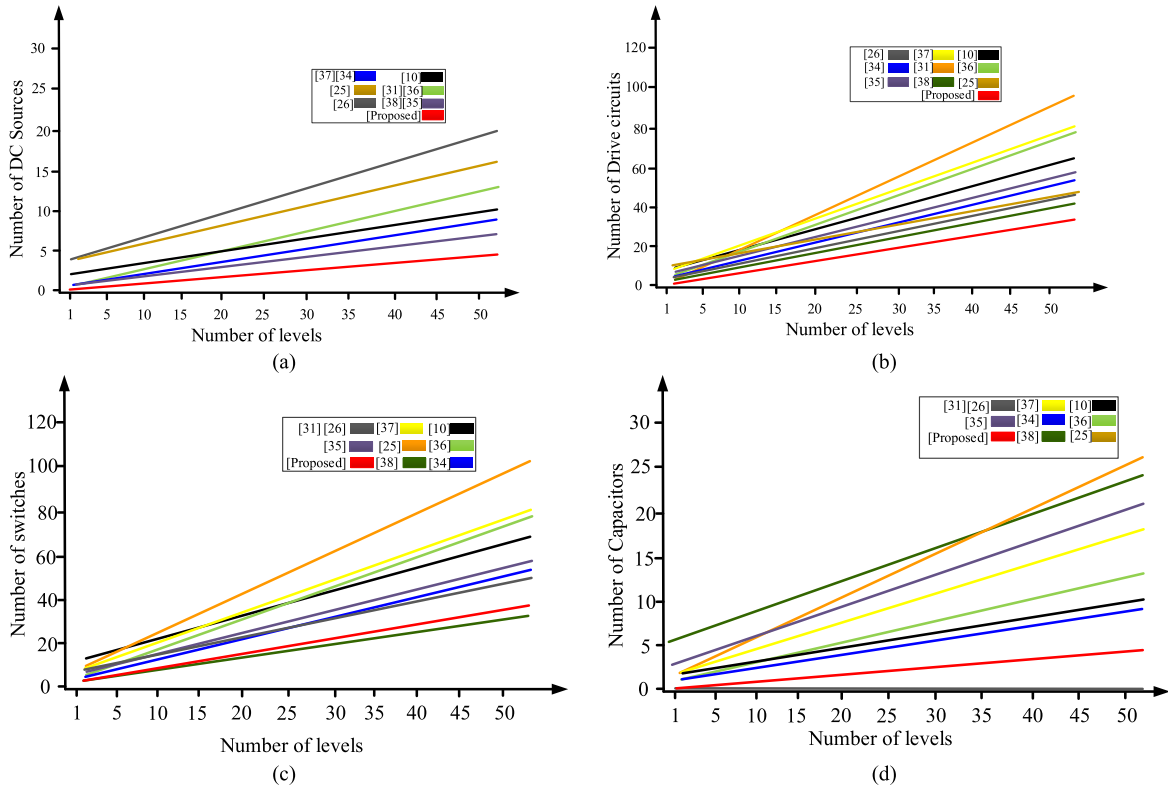 30
25
20
15
10
5
0
Number of DC Sources
[37][34] [10]
[25] [31][36]
[26] [38][35]
[Proposed]
1 5 10 15 20 25 30 35 40 45 50
Number of levels
(a)
120
100
80
60
40
20
0
Number of Drive circuits
[26] [37] [10]
[34] [31] [36]
[35] [38] [25]
[Proposed]
1 5 10 15 20 25 30 35 40 45 50
Number of levels
(b)
120
100
80
60
40
20
0
Number of switches
[31] [26] [37] [10]
[35] [25] [36]
[Proposed] [38] [34]
1 5 10 15 20 25 30 35 40 45 50
Number of levels
(c)
30
25
20
15
10
5
0
Number of Capacitors
[31][26] [37] [10]
[35] [34] [36]
[Proposed] [38] [25]
1 5 10 15 20 25 30 35 40 45 50
Number of levels
(d)